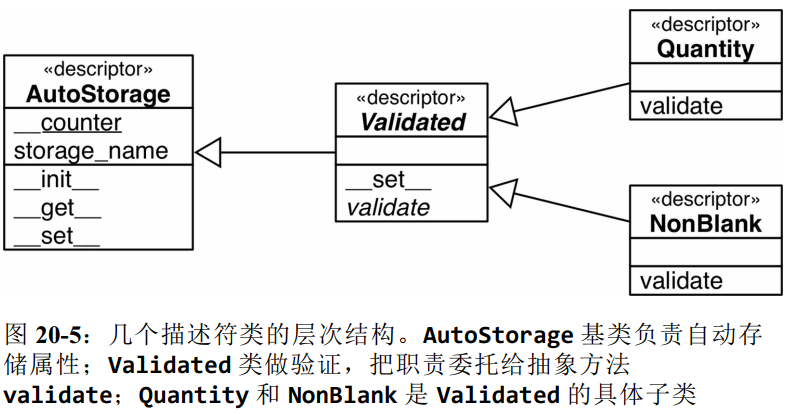 «descriptor»
AutoStorage
__counter
storage_name
__init__
__get__
__set__
«descriptor»
Validated
__set__
validate
«descriptor»
Quantity
validate
«descriptor»
NonBlank
validate
图 20-5：几个描述符类的层次结构。AutoStorage 基类负责自动存
储属性；Validated 类做验证，把职责委托给抽象方法
validate；Quantity 和 NonBlank 是 Validated 的具体子类